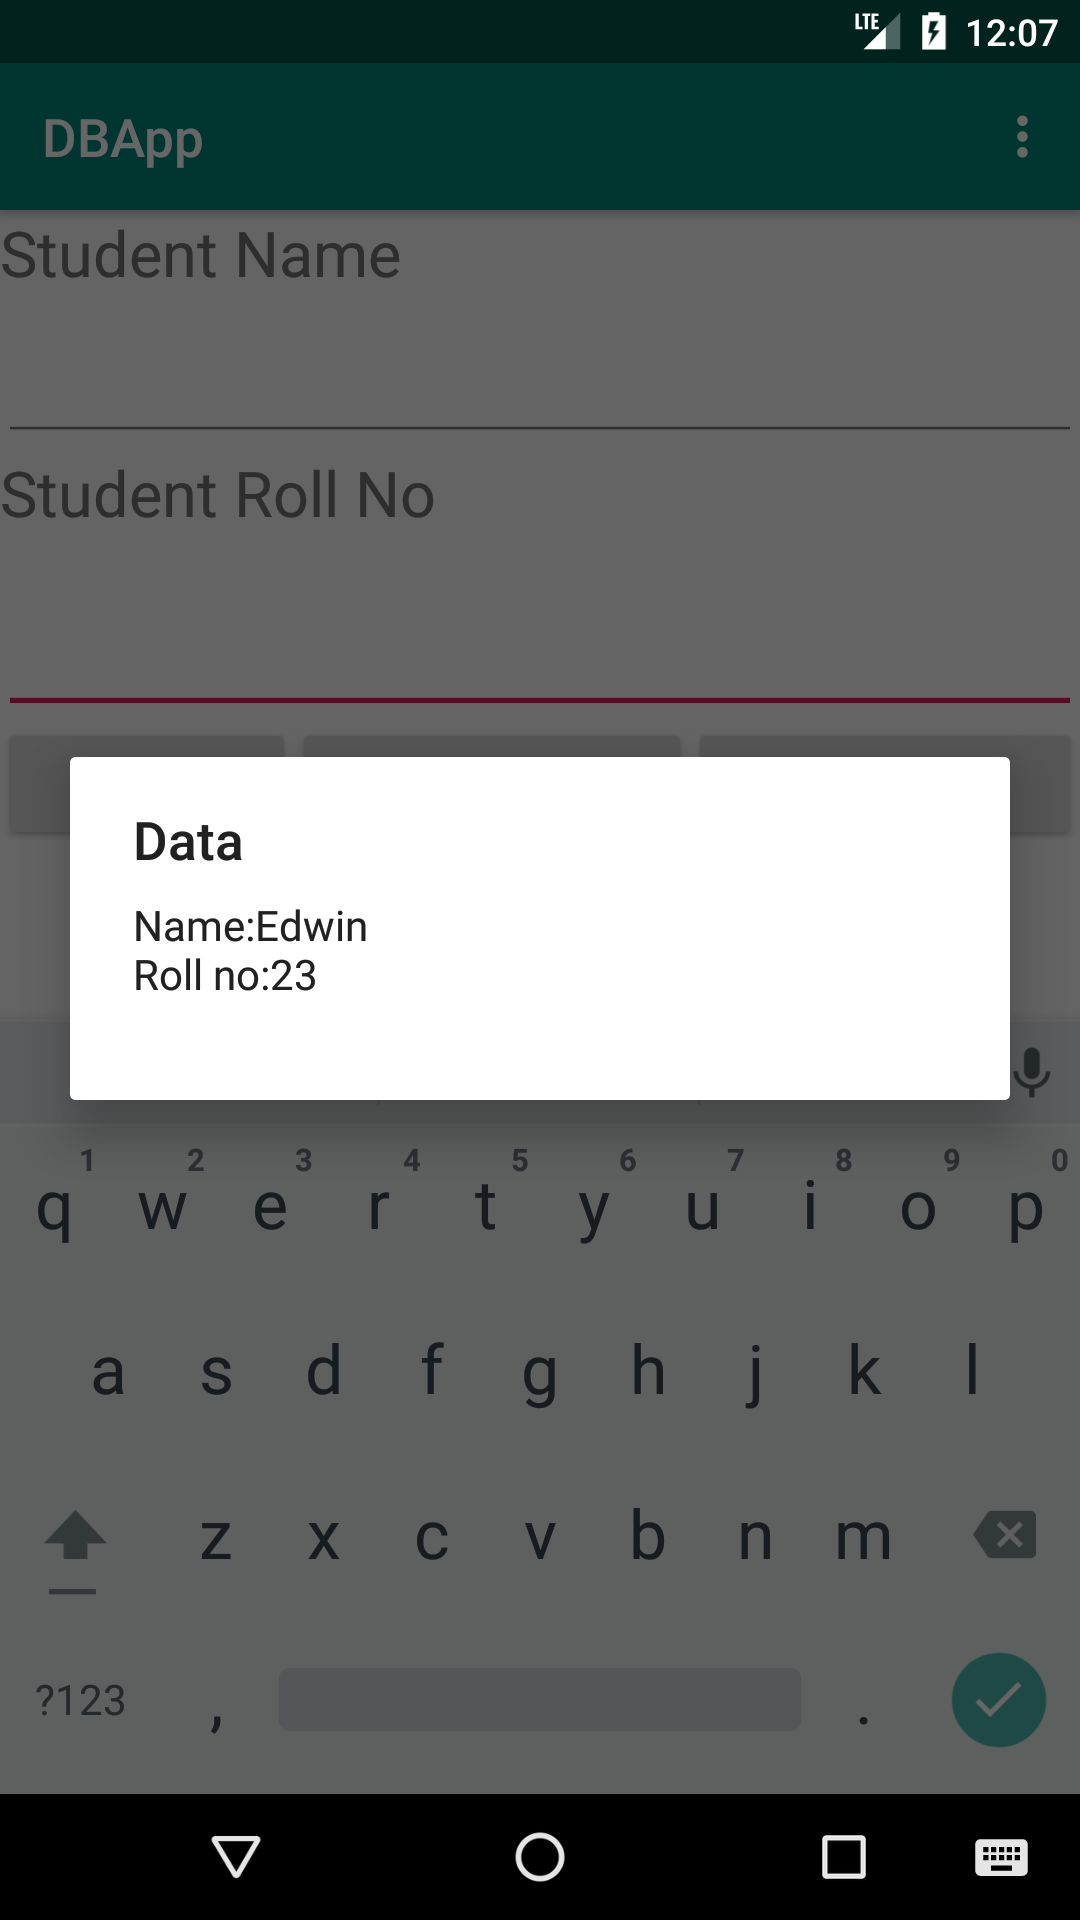 LTE 12:07
DBApp
Student Name
Student Roll No
Data
Name:Edwin
Roll no:23
1 2 3 4 5 6 7 8 9 0
q w e r t y u i o p
a s d f g h j k l
z x c v b n m
?123 , .